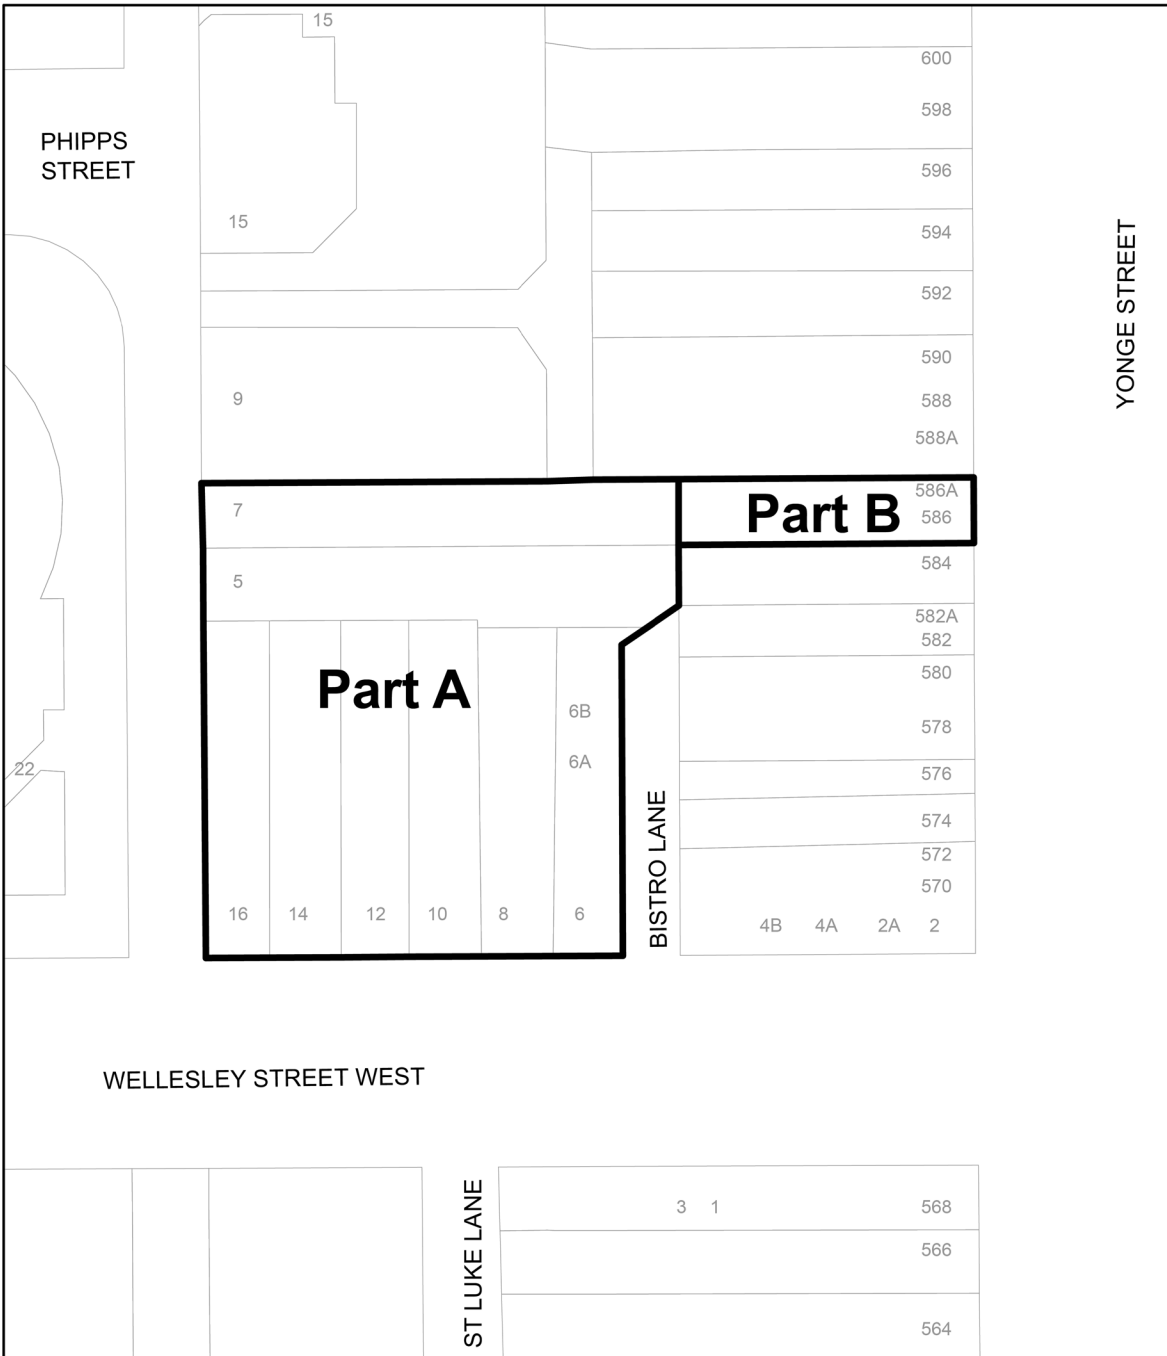 15
600
598
PHIPPS
STREET
596
15
594
592
590
9
588
588A
YONGE STREET
586A
7
Part B
586
584
5
582A
582
580
Part A
6B
578
6A
22
576
574
572
570
BISTRO LANE
16 14 12 10 8 6
4B 4A 2A 2
WELLESLEY STREET WEST
3 1
568
566
ST LUKE LANE
564